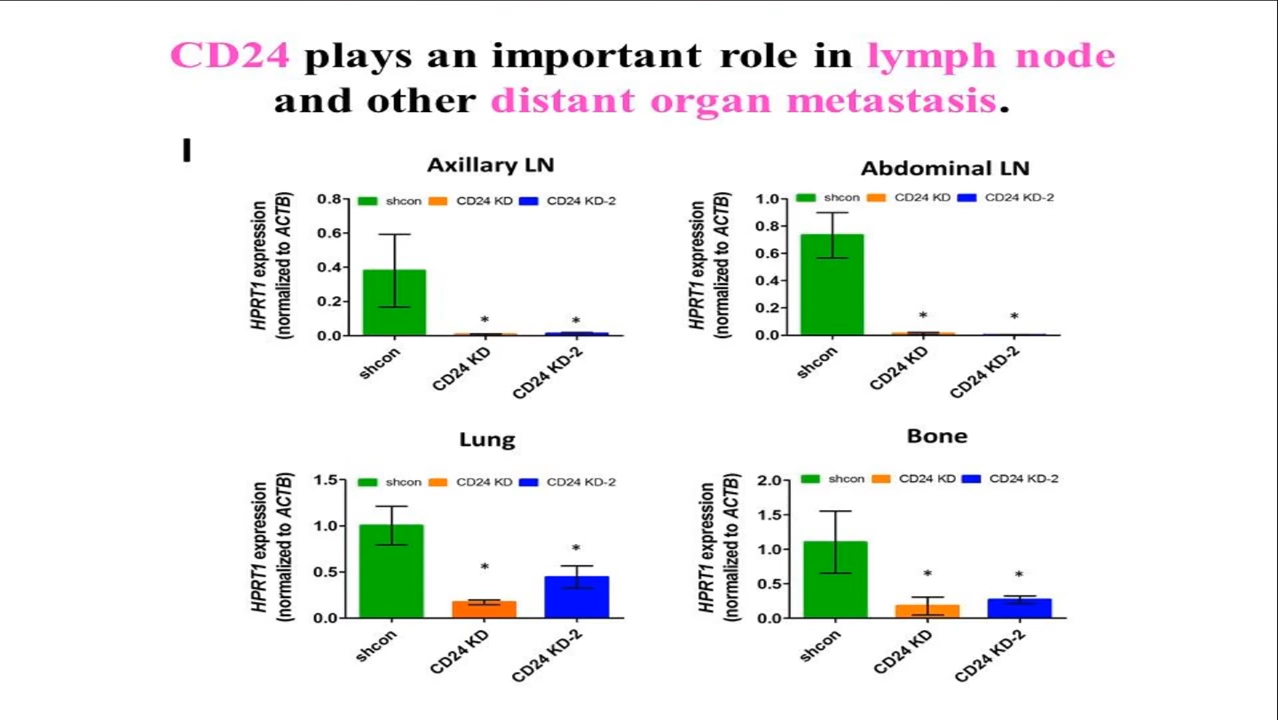 CD24 plays an important role in lymph node
and other distant organ metastasis.
I
Axillary LN
HPRT1 expression
(normalized to ACTB)
0.8
0.6
0.4
0.2
0.0
shcon CD24 KD CD24 KD-2
shcon CD24 KD CD24 KD-2
Abdominal LN
HPRT1 expression
(normalized to ACTB)
1.0
0.8
0.6
0.4
0.2
0.0
shcon CD24 KD CD24 KD-2
* *
* *
shcon CD24 KD CD24 KD-2
Lung
HPRT1 expression
(normalized to ACTB)
1.5
1.0
0.5
0.0
shcon CD24 KD CD24 KD-2
* *
shcon CD24 KD CD24 KD-2
Bone
HPRT1 expression
(normalized to ACTB)
2.0
1.5
1.0
0.5
0.0
shcon CD24 KD CD24 KD-2
* *
shcon CD24 KD CD24 KD-2